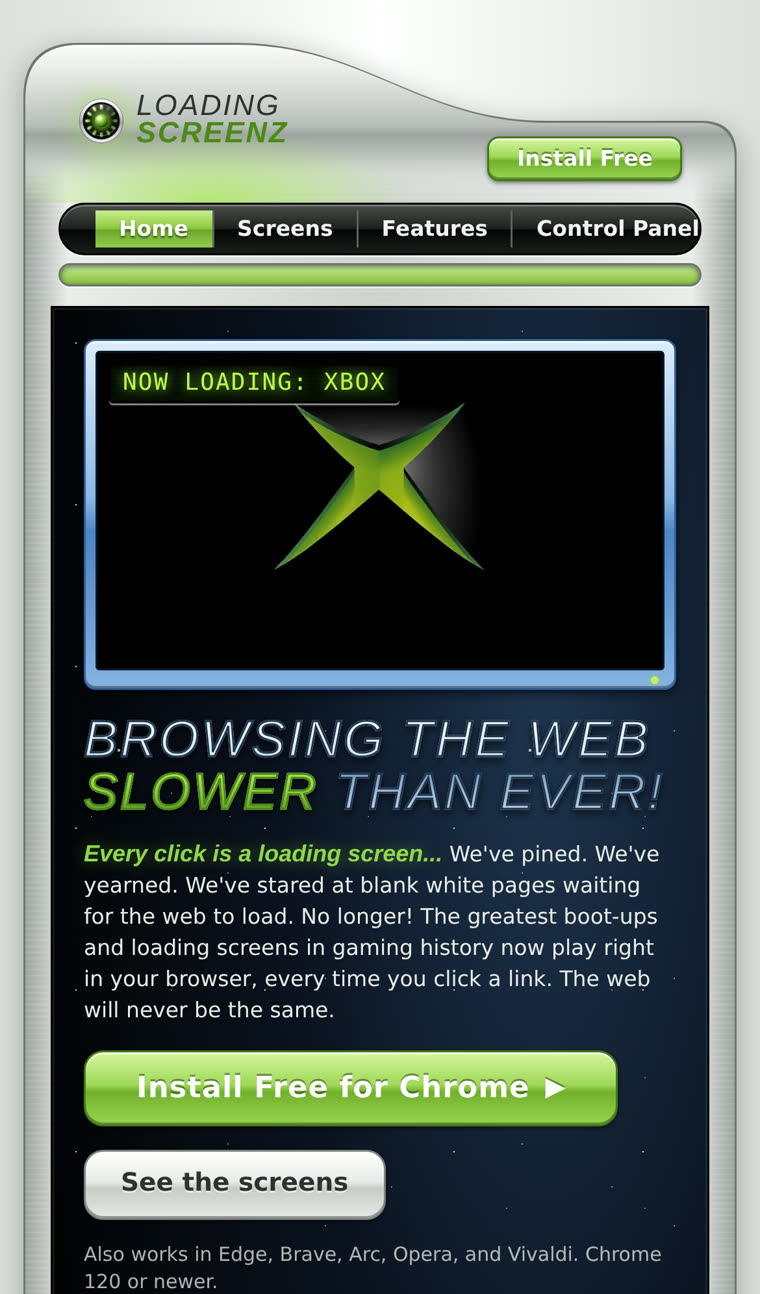 LOADING
SCREENZ
Install Free
Home Screens Features Control Panel
NOW LOADING: XBOX
BROWSING THE WEB
SLOWER THAN EVER!
Every click is a loading screen... We've pined. We've
yearned. We've stared at blank white pages waiting
for the web to load. No longer! The greatest boot-ups
and loading screens in gaming history now play right
in your browser, every time you click a link. The web
will never be the same.
Install Free for Chrome ►
See the screens
Also works in Edge, Brave, Arc, Opera, and Vivaldi. Chrome
120 or newer.